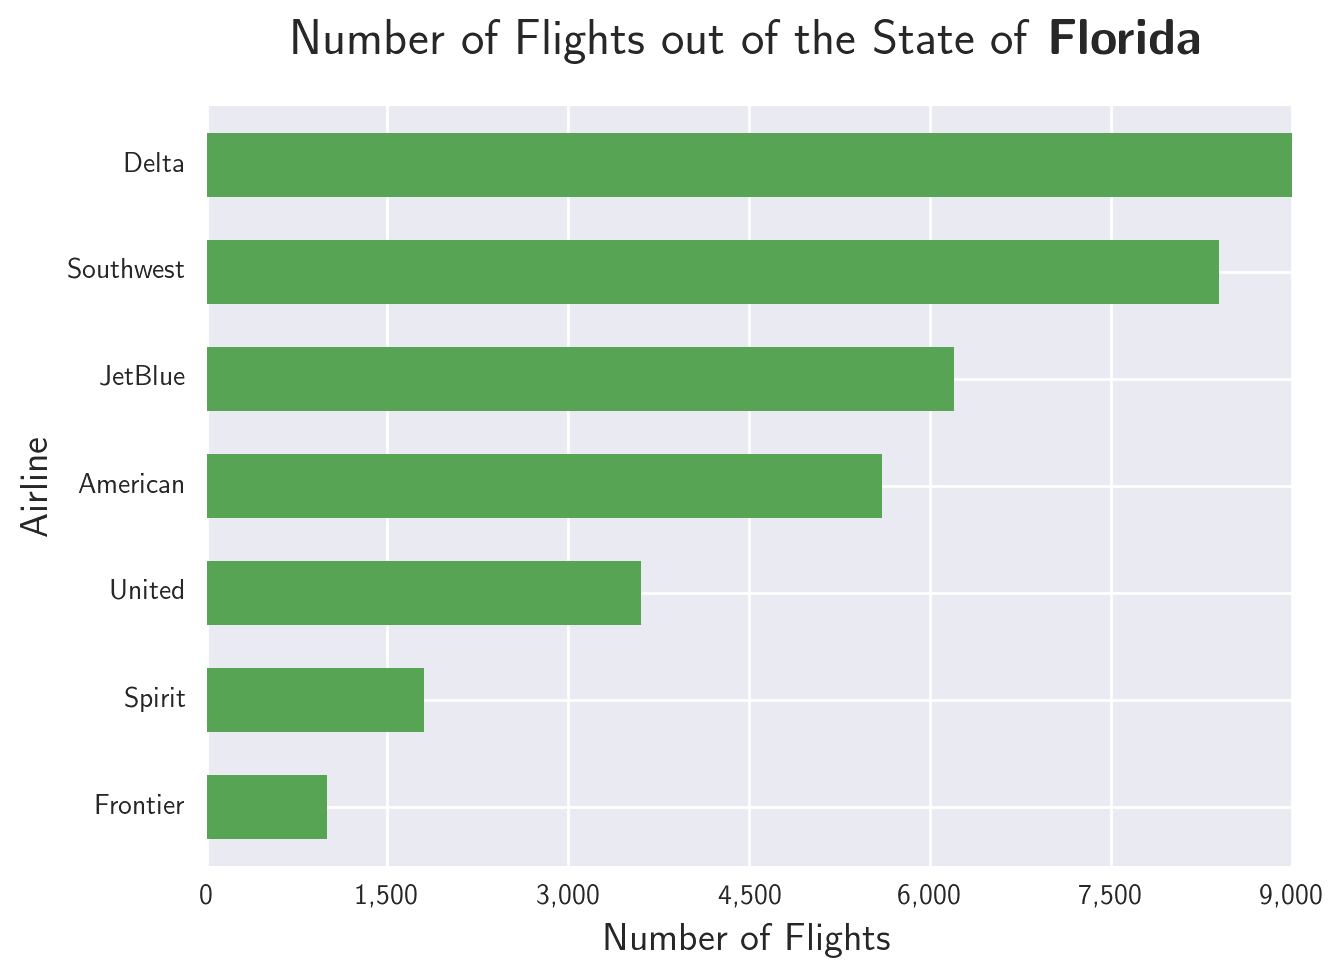 Number of Flights out of the State of Florida
Delta
Southwest
JetBlue
American
United
Spirit
Frontier
Airline
0 1,500 3,000 4,500 6,000 7,500 9,000
Number of Flights